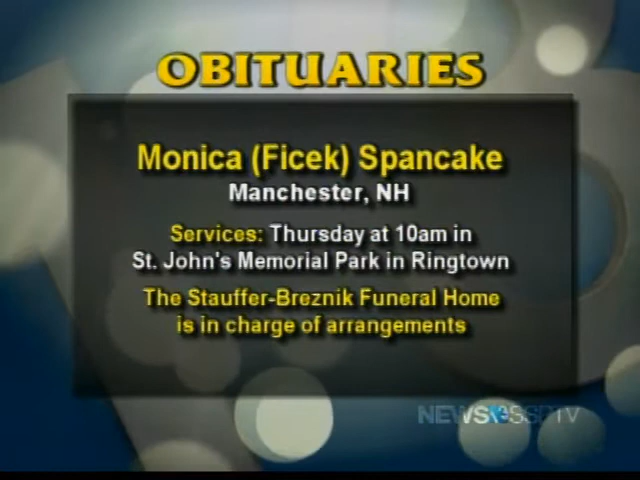 OBITUARIES
Monica (Ficek) Spancake
Manchester, NH
Services: Thursday at 10am in
St. John's Memorial Park in Ringtown
The Stauffer-Breznik Funeral Home
is in charge of arrangements